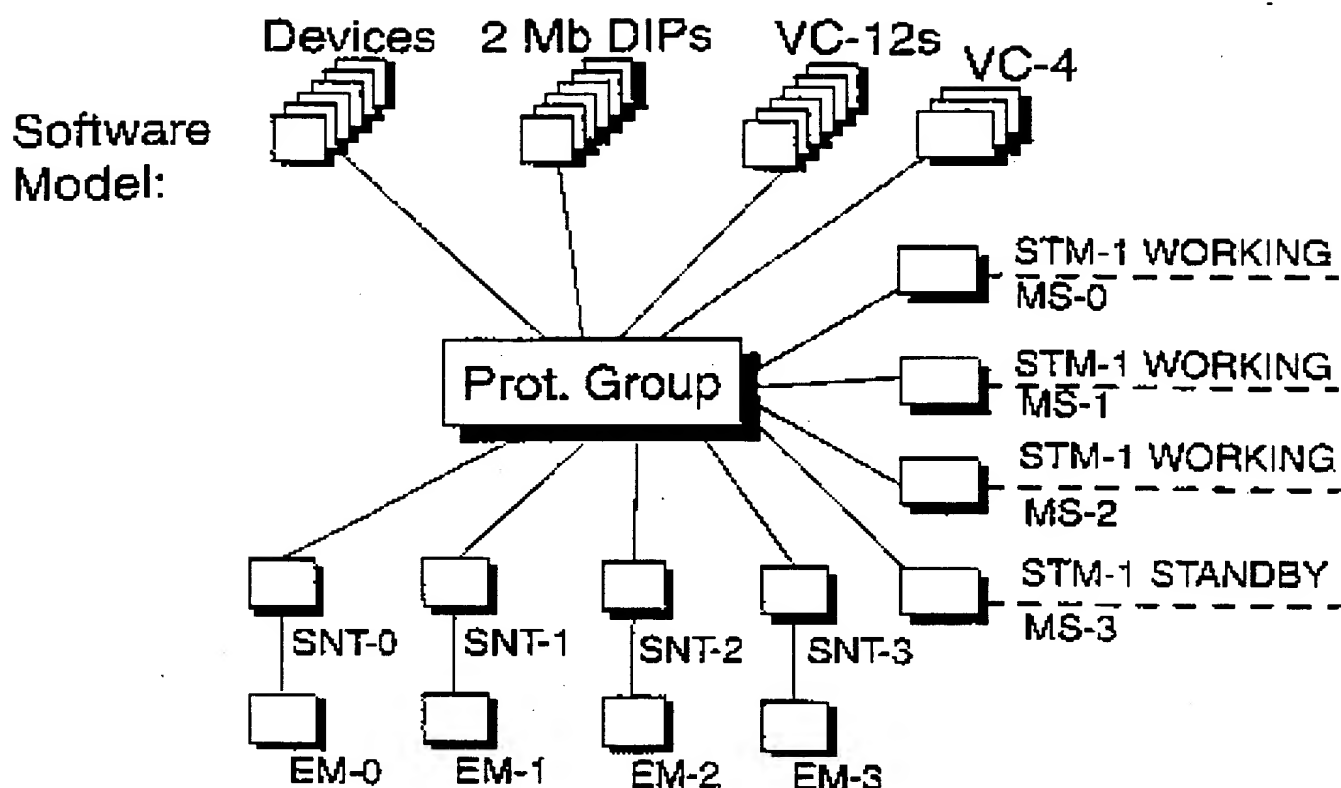 Devices 2 Mb DIPs VC-12s VC-4
Software
Model:
STM-1 WORKING
MS-0
Prot. Group
STM-1 WORKING
MS-1
STM-1 WORKING
MS-2
STM-1 STANDBY
MS-3
SNT-0 SNT-1 SNT-2 SNT-3
EM-0 EM-1 EM-2 EM-3